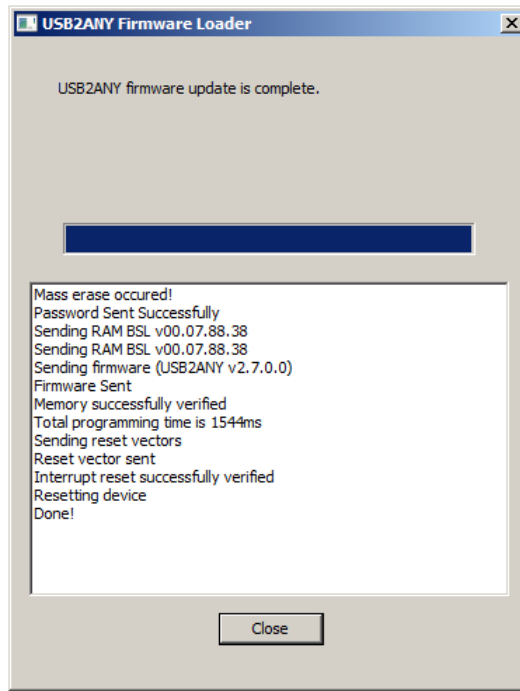 USB2ANY Firmware Loader
USB2ANY firmware update is complete.
Mass erase occured!
Password Sent Successfully
Sending RAM BSL v00.07.88.38
Sending RAM BSL v00.07.88.38
Sending firmware (USB2ANY v2.7.0.0)
Firmware Sent
Memory successfully verified
Total programming time is 1544ms
Sending reset vectors
Reset vector sent
Interrupt reset successfully verified
Resetting device
Done!
Close